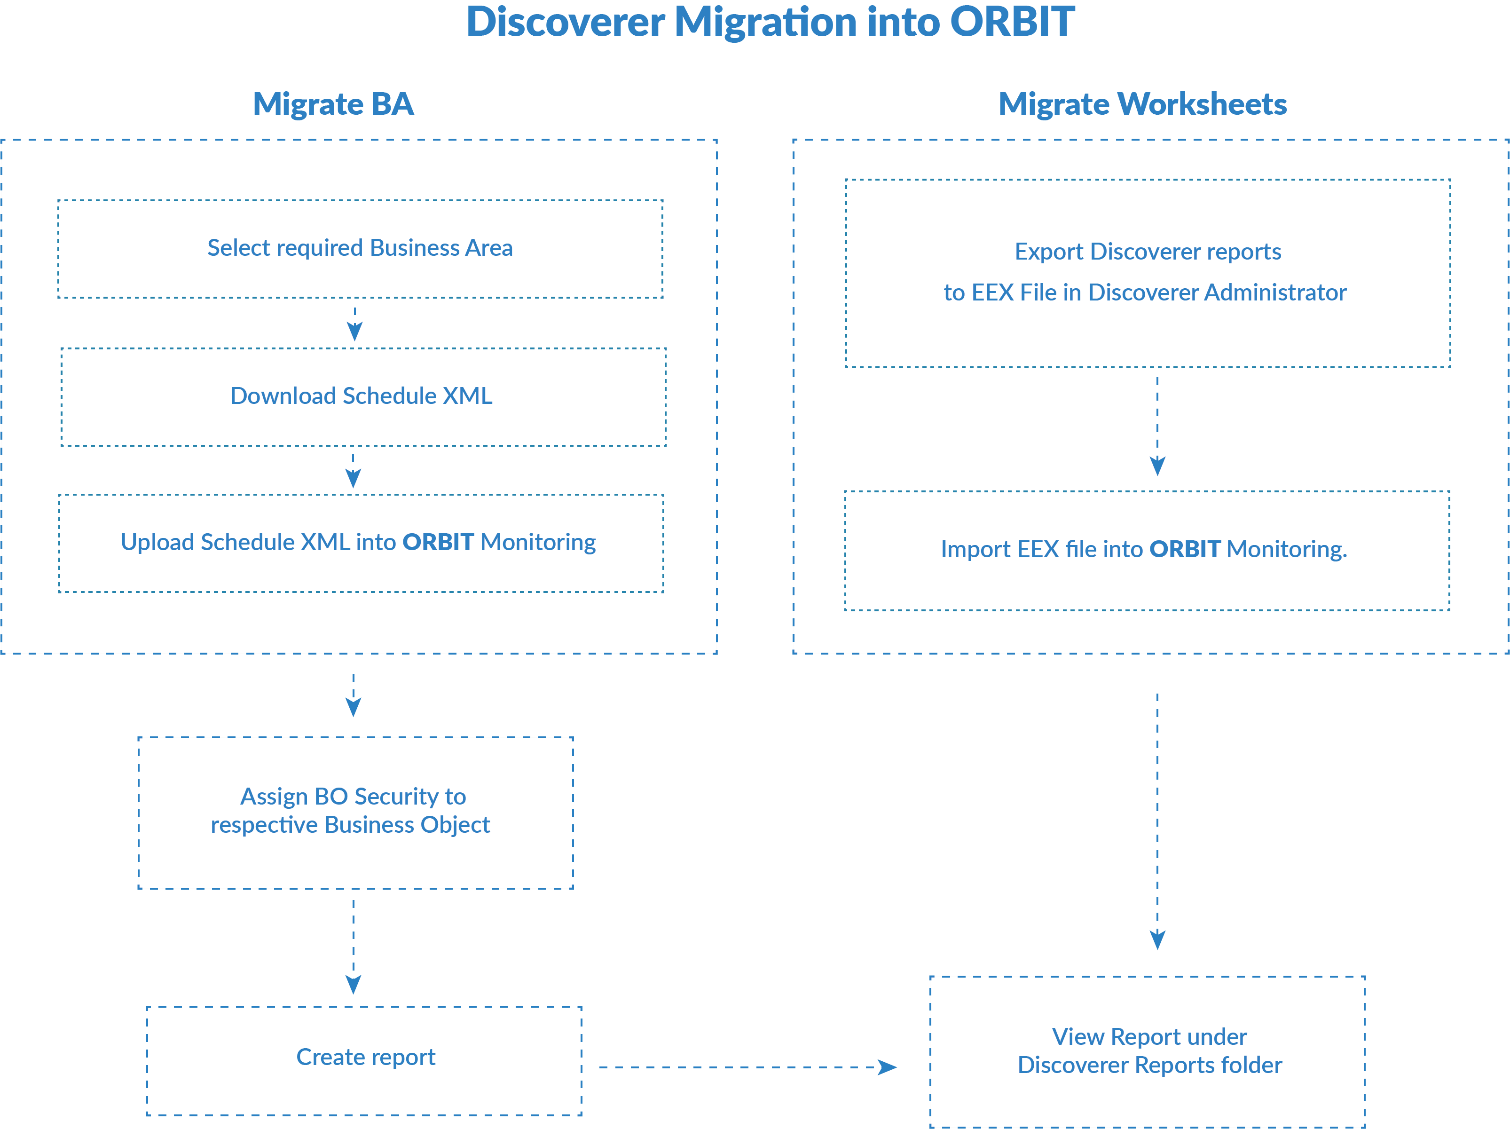 Discoverer Migration into ORBIT
Migrate BA
Select required Business Area
Download Schedule XML
Upload Schedule XML into ORBIT Monitoring
Assign BO Security to
respective Business Object
Create report
Migrate Worksheets
Export Discoverer reports
to EEX File in Discoverer Administrator
Import EEX file into ORBIT Monitoring.
View Report under
Discoverer Reports folder